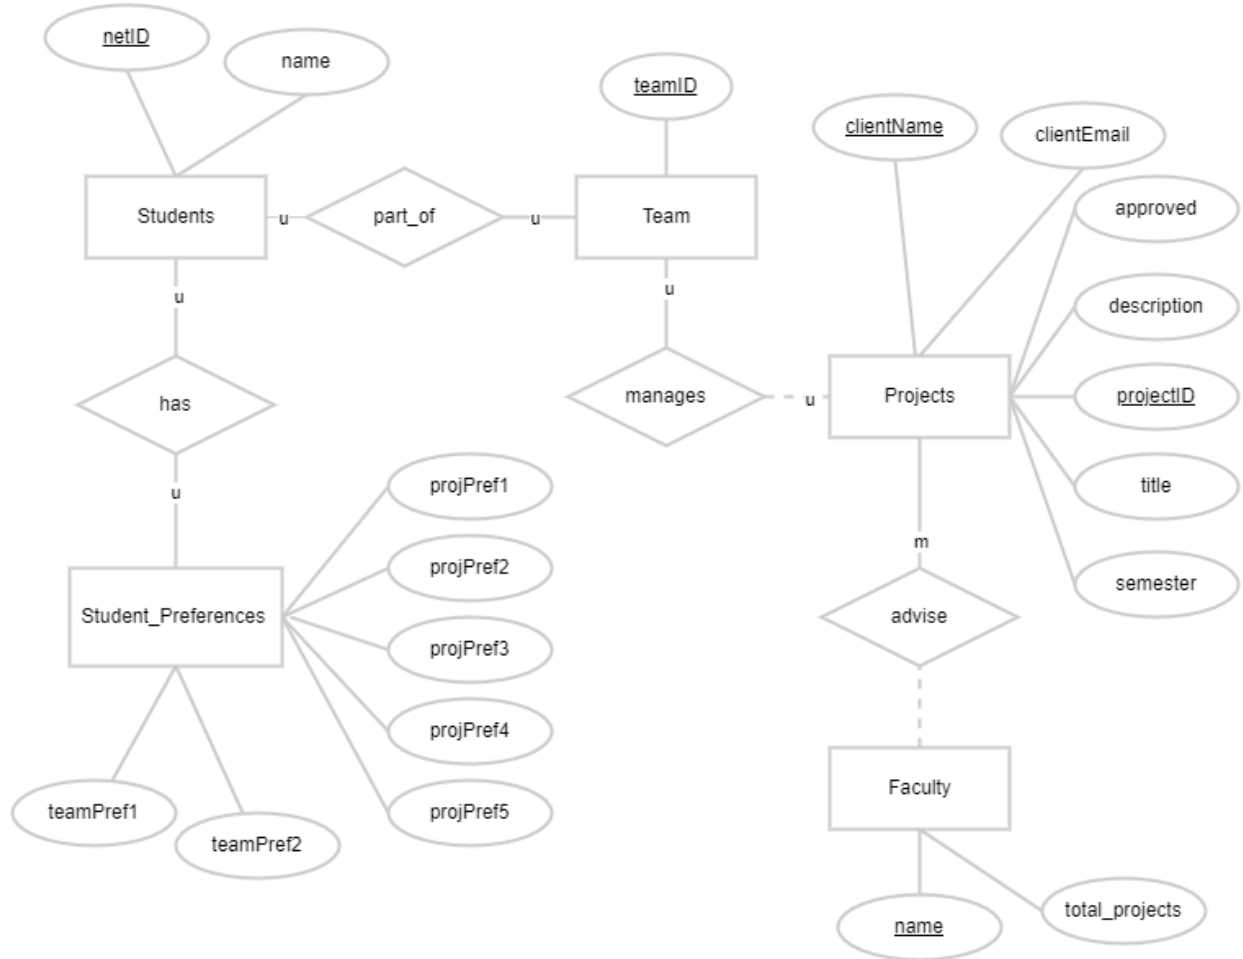 netID
name
teamID
clientName
clientEmail
approved
Students
u
part_of
u
Team
u
u
description
has
manages
u
Projects
projectID
u
projPref1
title
m
projPref2
semester
Student_Preferences
projPref3
advise
projPref4
teamPref1
projPref5
teamPref2
Faculty
name
total_projects